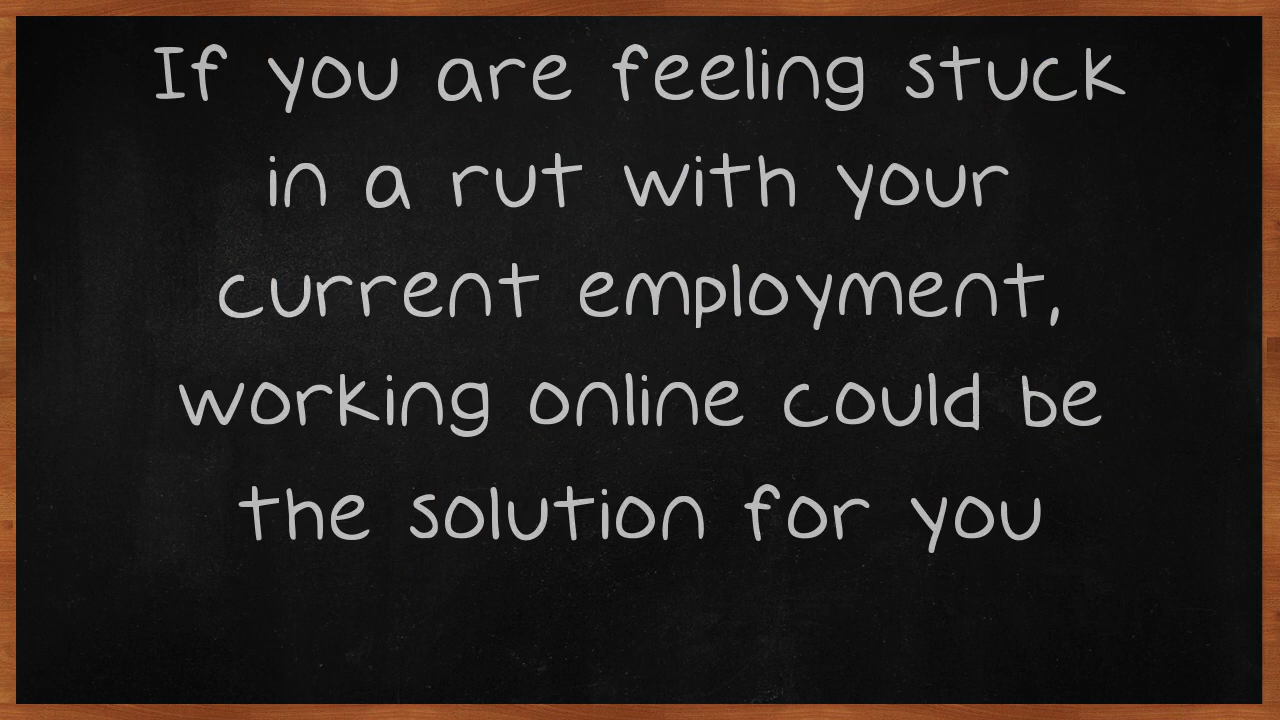 If you are feeling stuck
in a rut with your
current employment,
working online could be
the solution for you